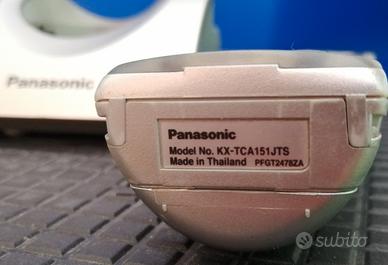 Panasonic
Panasonic
Model No. KX-TCA151JTS
Made in Thailand PFGT2478ZA
subito